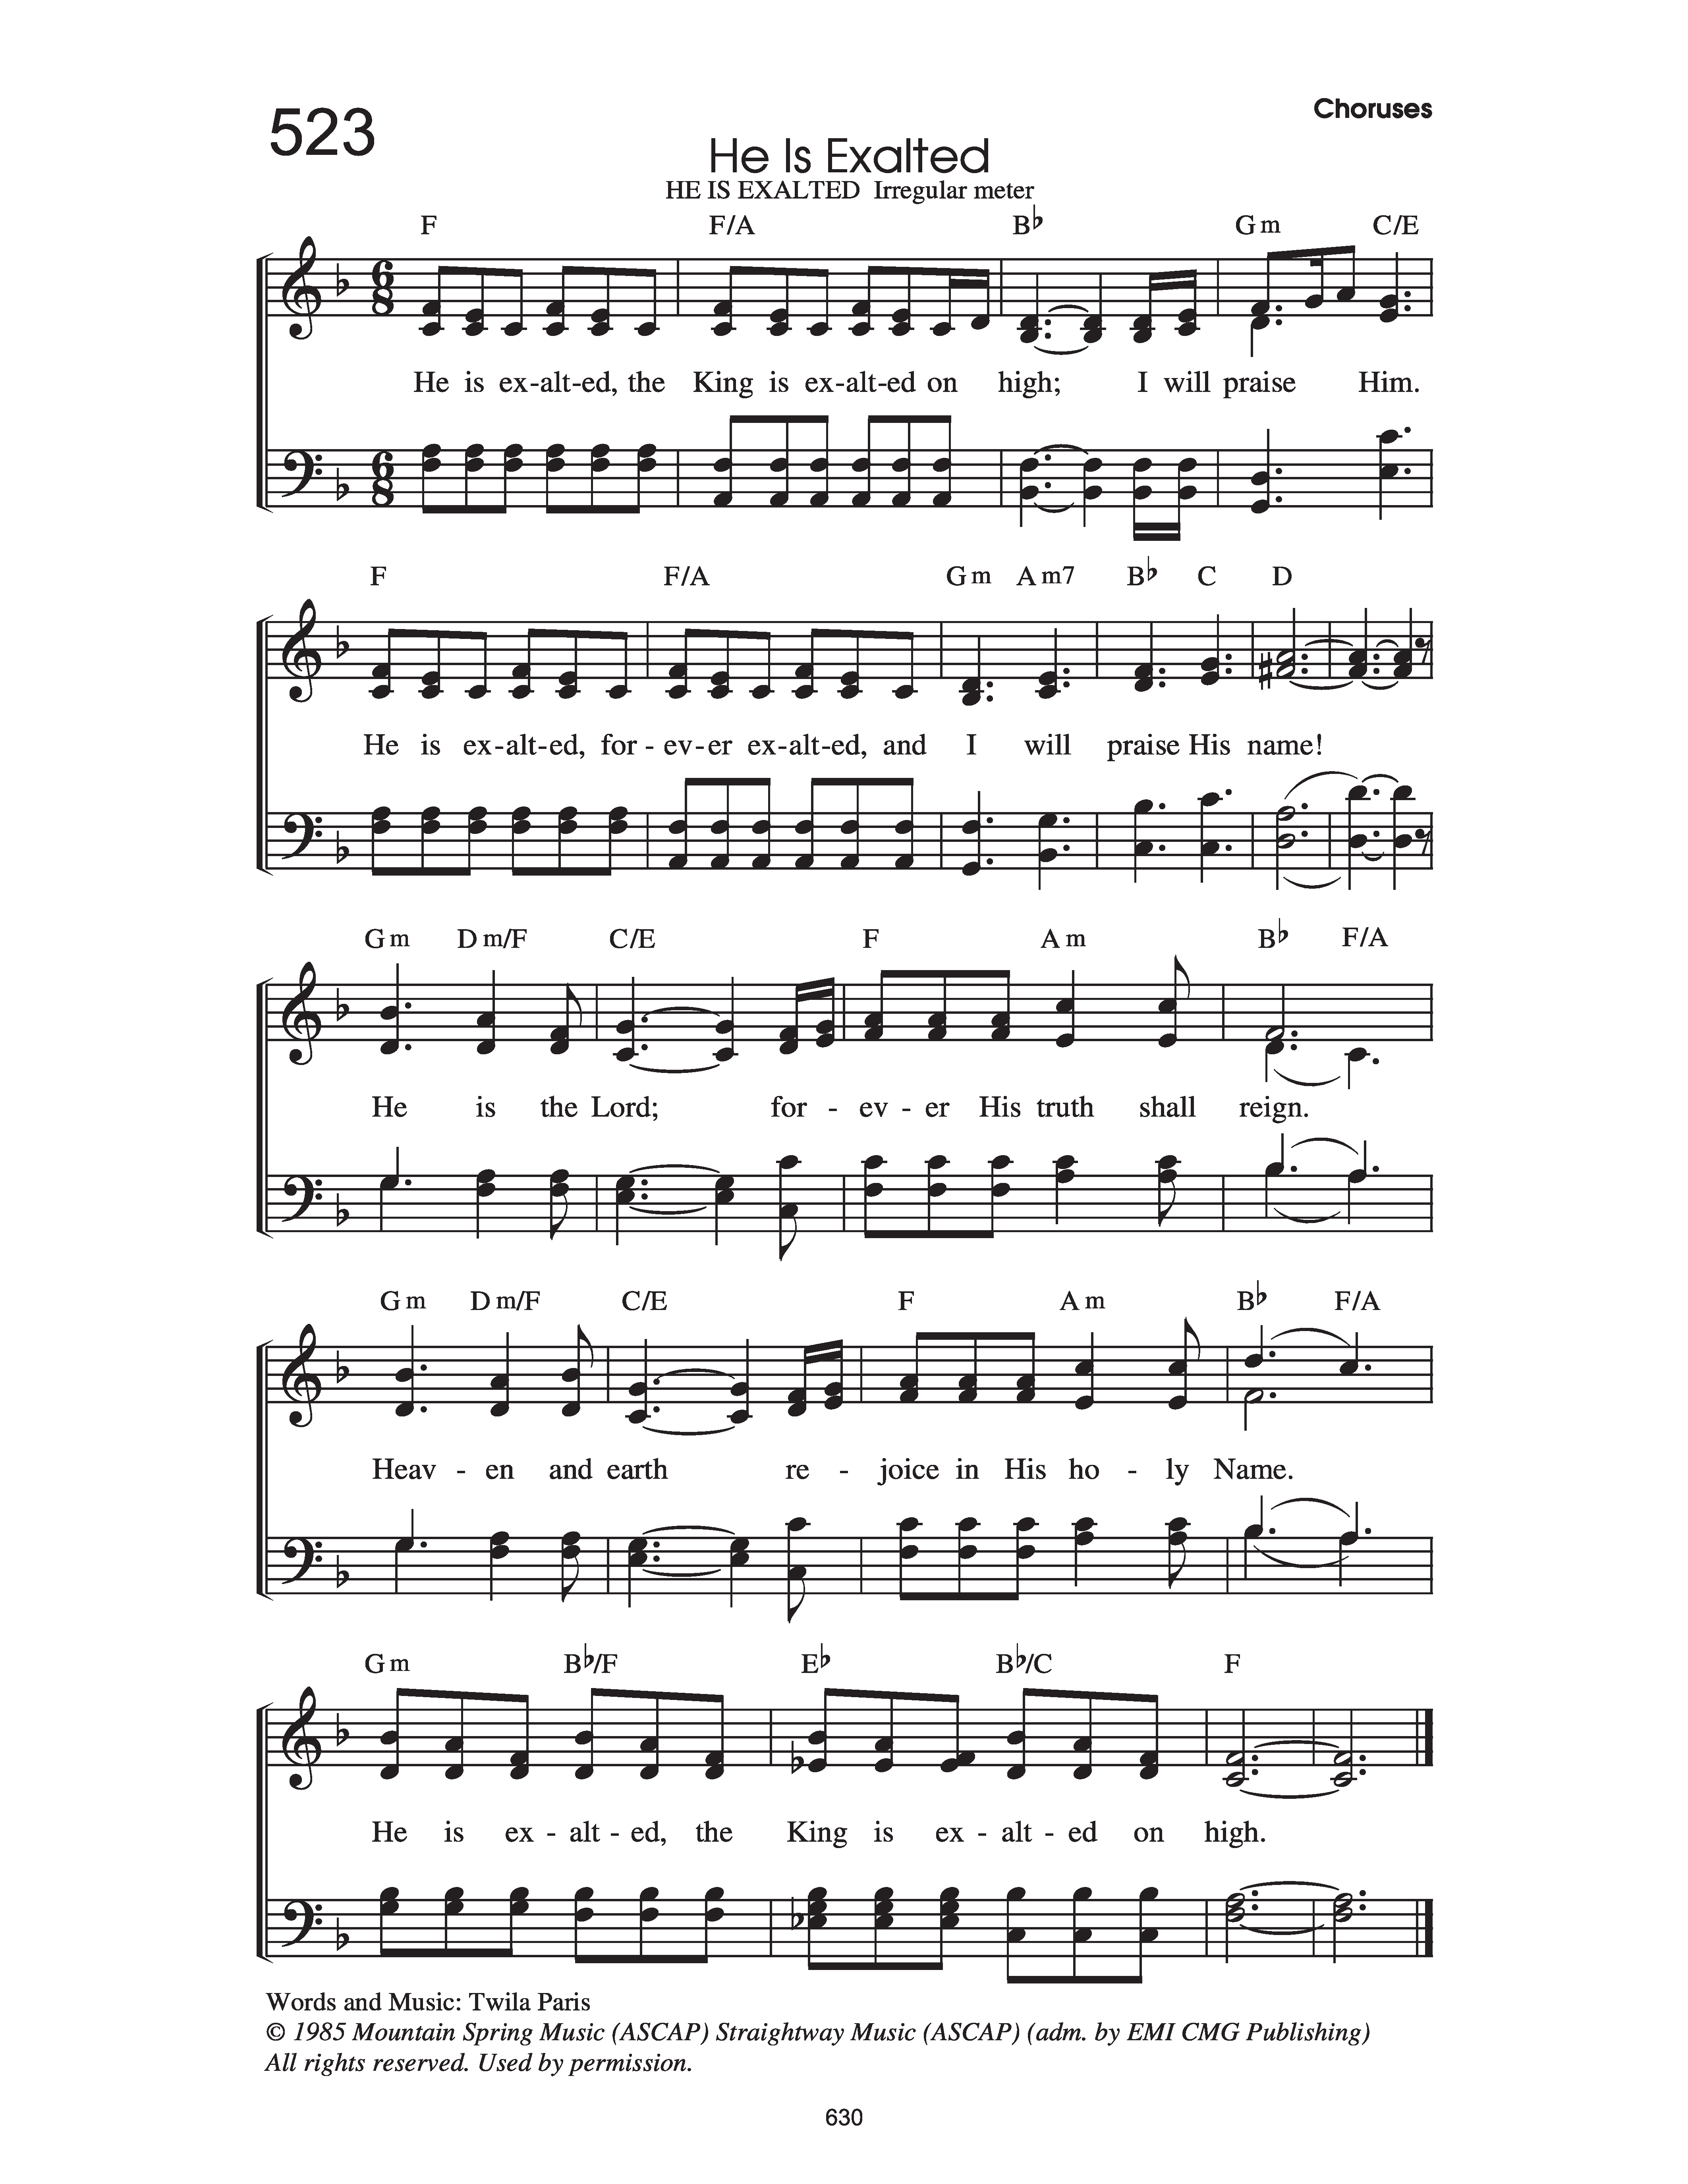 Choruses
523
He Is Exalted
HE IS EXALTED Irregular meter
F F/A B♭ Gm C/E
6/8
He is ex-alt-ed, the King is ex-alt-ed on high; I will praise Him.
6/8
F F/A Gm Am7 B♭ C D
He is ex-alt-ed, for-ev-er ex-alt-ed, and I will praise His name!
Gm Dm/F C/E F Am B♭ F/A
He is the Lord; for - ev - er His truth shall reign.
Gm Dm/F C/E F Am B♭ F/A
Heav - en and earth re - joice in His ho - ly Name.
Gm B♭/F E♭ B♭/C F
He is ex - alt - ed, the King is ex - alt - ed on high.
Words and Music: Twila Paris
© 1985 Mountain Spring Music (ASCAP) Straightway Music (ASCAP) (adm. by EMI CMG Publishing)
All rights reserved. Used by permission.
630